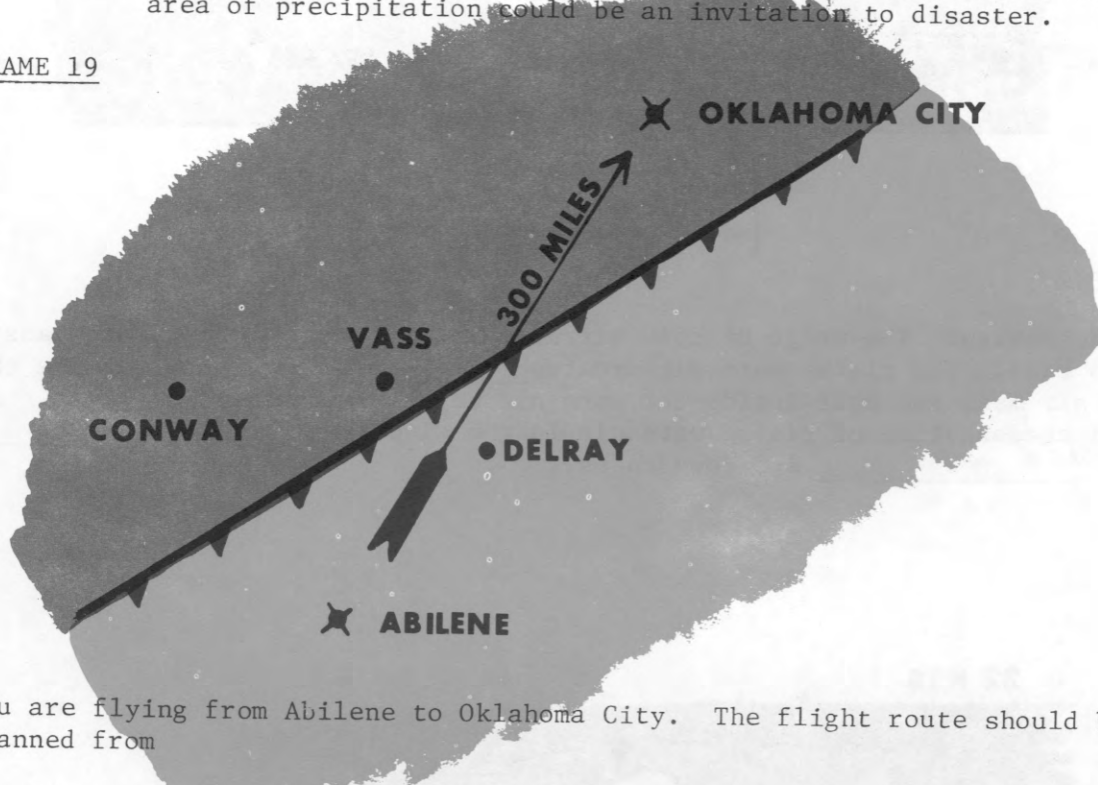 area of precipitation could be an invitation to disaster.
AME 19
OKLAHOMA CITY
300 MILES
VASS
CONWAY
DELRAY
ABILENE
u are flying from Abilene to Oklahoma City. The flight route should
anned from